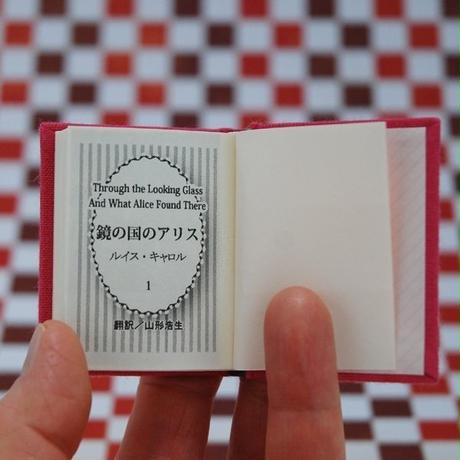 Through the Looking Glass
And What Alice Found There
鏡の国のアリス
ルイス・キャロル
1
翻訳／山形浩生